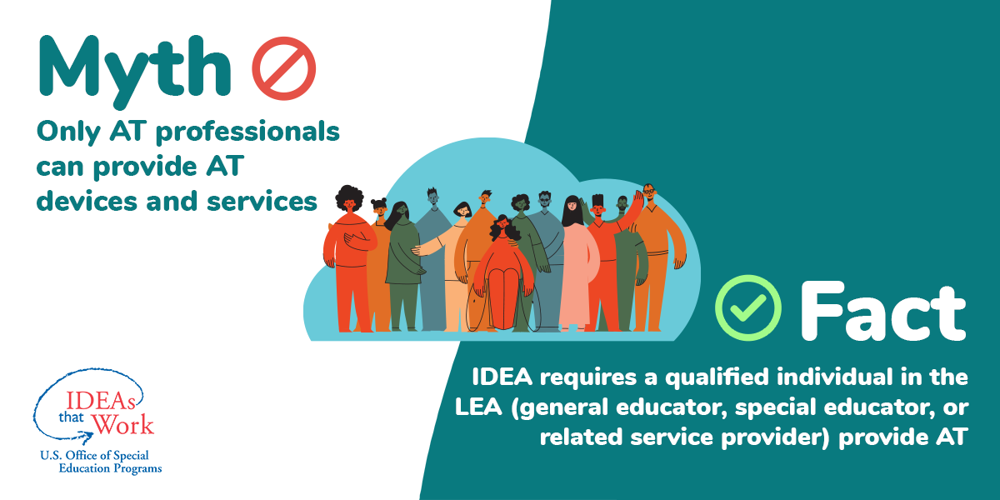 Myth
Only AT professionals
can provide AT
devices and services
Fact
IDEA requires a qualified individual in the
LEA (general educator, special educator, or
related service provider) provide AT
IDEAs
that Work
U.S. Office of Special
Education Programs